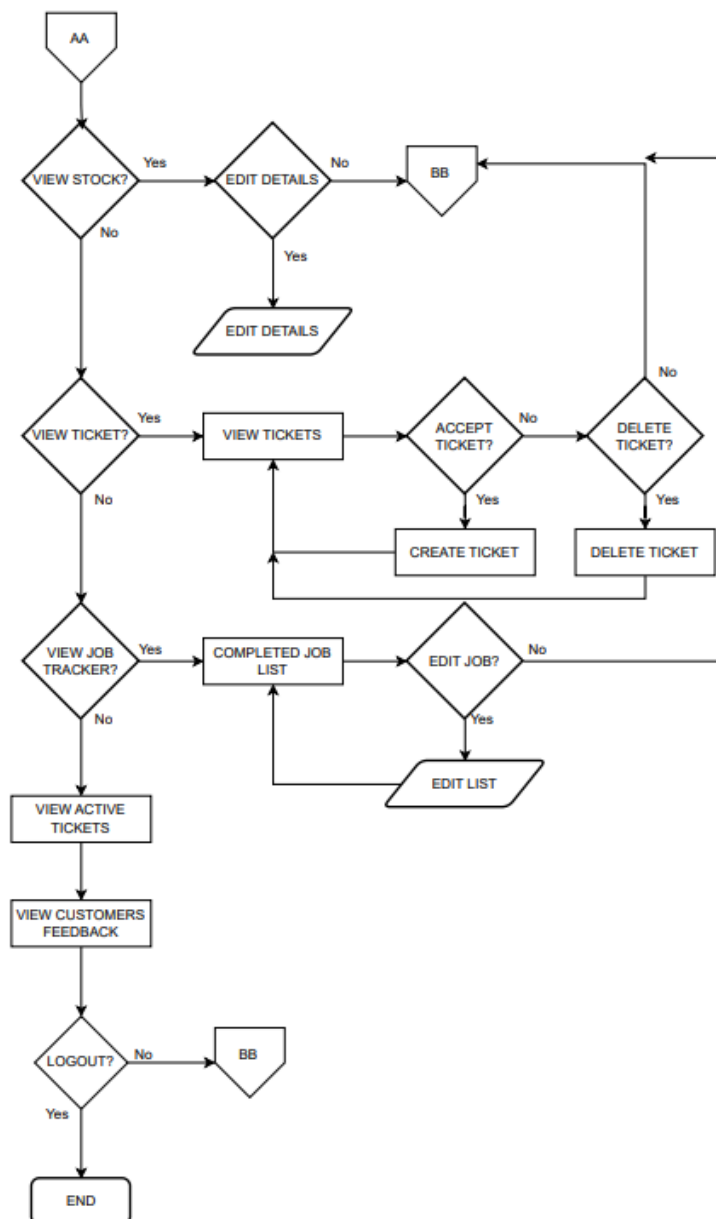 AA
VIEW STOCK?
Yes
EDIT DETAILS
No
BB
No
Yes
EDIT DETAILS
VIEW TICKET?
Yes
VIEW TICKETS
ACCEPT
TICKET?
No
DELETE
TICKET?
No
No
Yes
Yes
CREATE TICKET
DELETE TICKET
VIEW JOB
TRACKER?
Yes
COMPLETED JOB
LIST
EDIT JOB?
No
No
Yes
EDIT LIST
VIEW ACTIVE
TICKETS
VIEW CUSTOMERS
FEEDBACK
LOGOUT?
No
BB
Yes
END